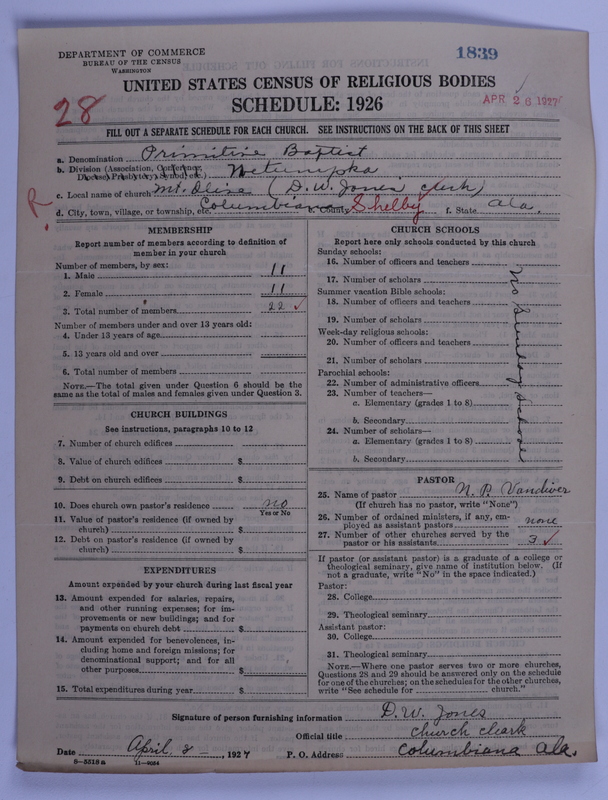 DEPARTMENT OF COMMERCE
BUREAU OF THE CENSUS
WASHINGTON
1839
UNITED STATES CENSUS OF RELIGIOUS BODIES
SCHEDULE: 1926
28
APR 26 1927
FILL OUT A SEPARATE SCHEDULE FOR EACH CHURCH. SEE INSTRUCTIONS ON THE BACK OF THIS SHEET
a. Denomination Primitive Baptist
b. Division (Association, Conference, Diocese, Presbytery, Synod, etc.) Wetumpka
c. Local name of church Mt. Olive (D. W. Jones clerk)
R.
d. City, town, village, or township, etc. Columbiana e. County Shelby f. State Ala.
MEMBERSHIP
Report number of members according to definition of
member in your church
Number of members, by sex:
1. Male 11
2. Female 11
3. Total number of members 22 ✓
Number of members under and over 13 years old:
4. Under 13 years of age
5. 13 years old and over
6. Total number of members
NOTE.—The total given under Question 6 should be the
same as the total of males and females given under Question 3.
CHURCH BUILDINGS
See instructions, paragraphs 10 to 12
7. Number of church edifices
8. Value of church edifices $
9. Debt on church edifices $
10. Does church own pastor's residence no
Yes or No
11. Value of pastor's residence (if owned by
church) $
12. Debt on pastor's residence (if owned by
church) $
EXPENDITURES
Amount expended by your church during last fiscal year
13. Amount expended for salaries, repairs,
and other running expenses; for im-
provements or new buildings; and for
payments on church debt $
14. Amount expended for benevolences, in-
cluding home and foreign missions; for
denominational support; and for all
other purposes $
15. Total expenditures during year $
CHURCH SCHOOLS
Report here only schools conducted by this church
Sunday schools:
16. Number of officers and teachers
17. Number of scholars
Summer vacation Bible schools:
18. Number of officers and teachers
19. Number of scholars
Week-day religious schools:
20. Number of officers and teachers
21. Number of scholars
Parochial schools:
22. Number of administrative officers
23. Number of teachers—
a. Elementary (grades 1 to 8)
b. Secondary
24. Number of scholars—
a. Elementary (grades 1 to 8)
b. Secondary
no Sunday School
PASTOR
25. Name of pastor N. P. Vandiver
(If church has no pastor, write "None")
26. Number of ordained ministers, if any, em-
ployed as assistant pastors none
27. Number of other churches served by the
pastor or his assistants 3 ✓
If pastor (or assistant pastor) is a graduate of a college or
theological seminary, give name of institution below. (If
not a graduate, write "No" in the space indicated.)
Pastor:
28. College
29. Theological seminary
Assistant pastor:
30. College
31. Theological seminary
NOTE.—Where one pastor serves two or more churches,
Questions 28 and 29 should be answered only on the schedule
for one of the churches; on the schedules for the other churches,
write "See schedule for church."
Signature of person furnishing information D. W. Jones
Official title church clark
Date April 2 — , 1927 P. O. Address Columbiana Ala.
8—5518a 11—9054